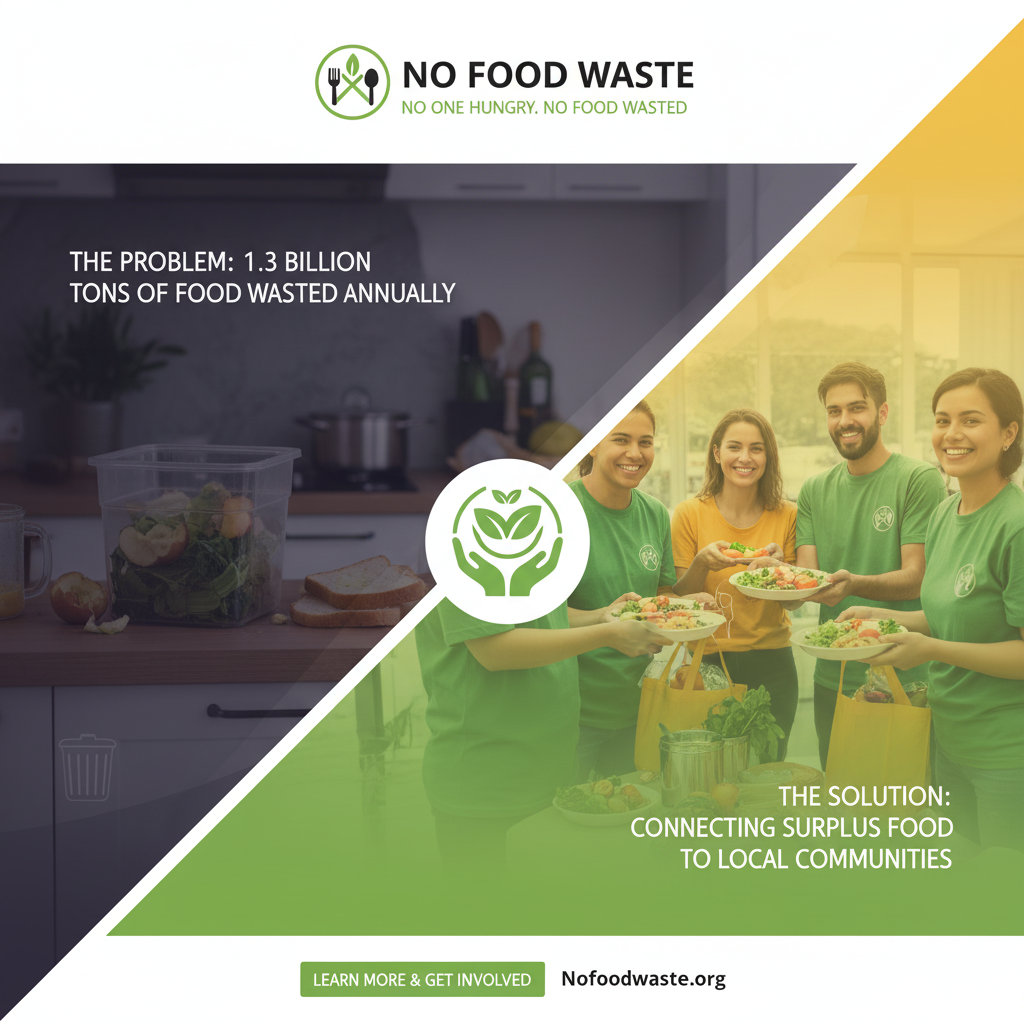 NO FOOD WASTE
NO ONE HUNGRY. NO FOOD WASTED
THE PROBLEM: 1.3 BILLION
TONS OF FOOD WASTED ANNUALLY
THE SOLUTION:
CONNECTING SURPLUS FOOD
TO LOCAL COMMUNITIES
LEARN MORE & GET INVOLVED
Nofoodwaste.org